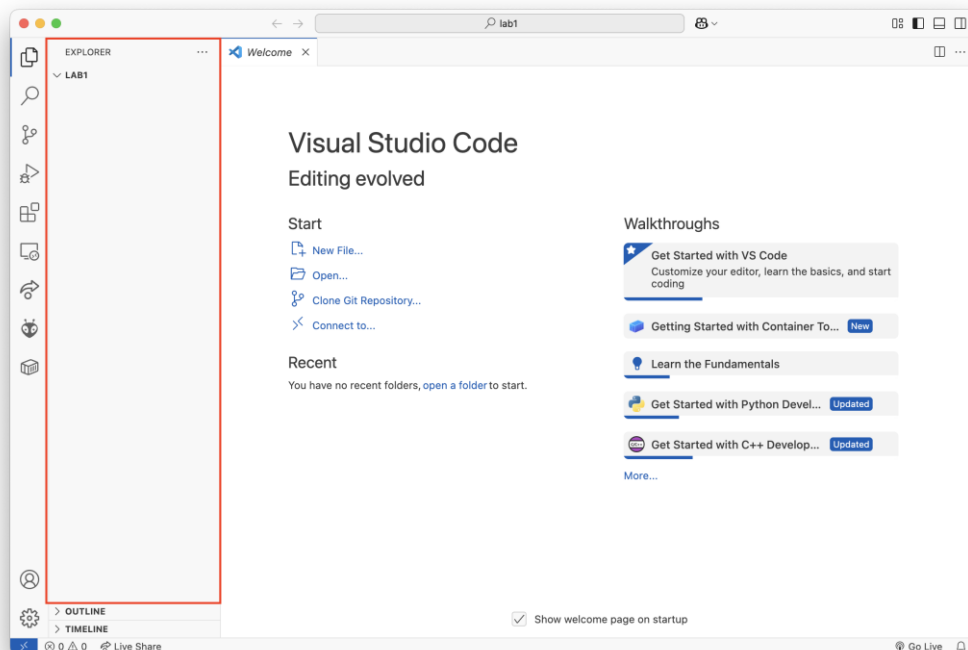 lab1
EXPLORER
LAB1
OUTLINE
TIMELINE
Welcome
Visual Studio Code
Editing evolved
Start
New File...
Open...
Clone Git Repository...
Connect to...
Recent
You have no recent folders, open a folder to start.
Walkthroughs
Get Started with VS Code
Customize your editor, learn the basics, and start
coding
Getting Started with Container To... New
Learn the Fundamentals
Get Started with Python Devel... Updated
Get Started with C++ Develop... Updated
More...
Show welcome page on startup
0 0 Live Share
Go Live